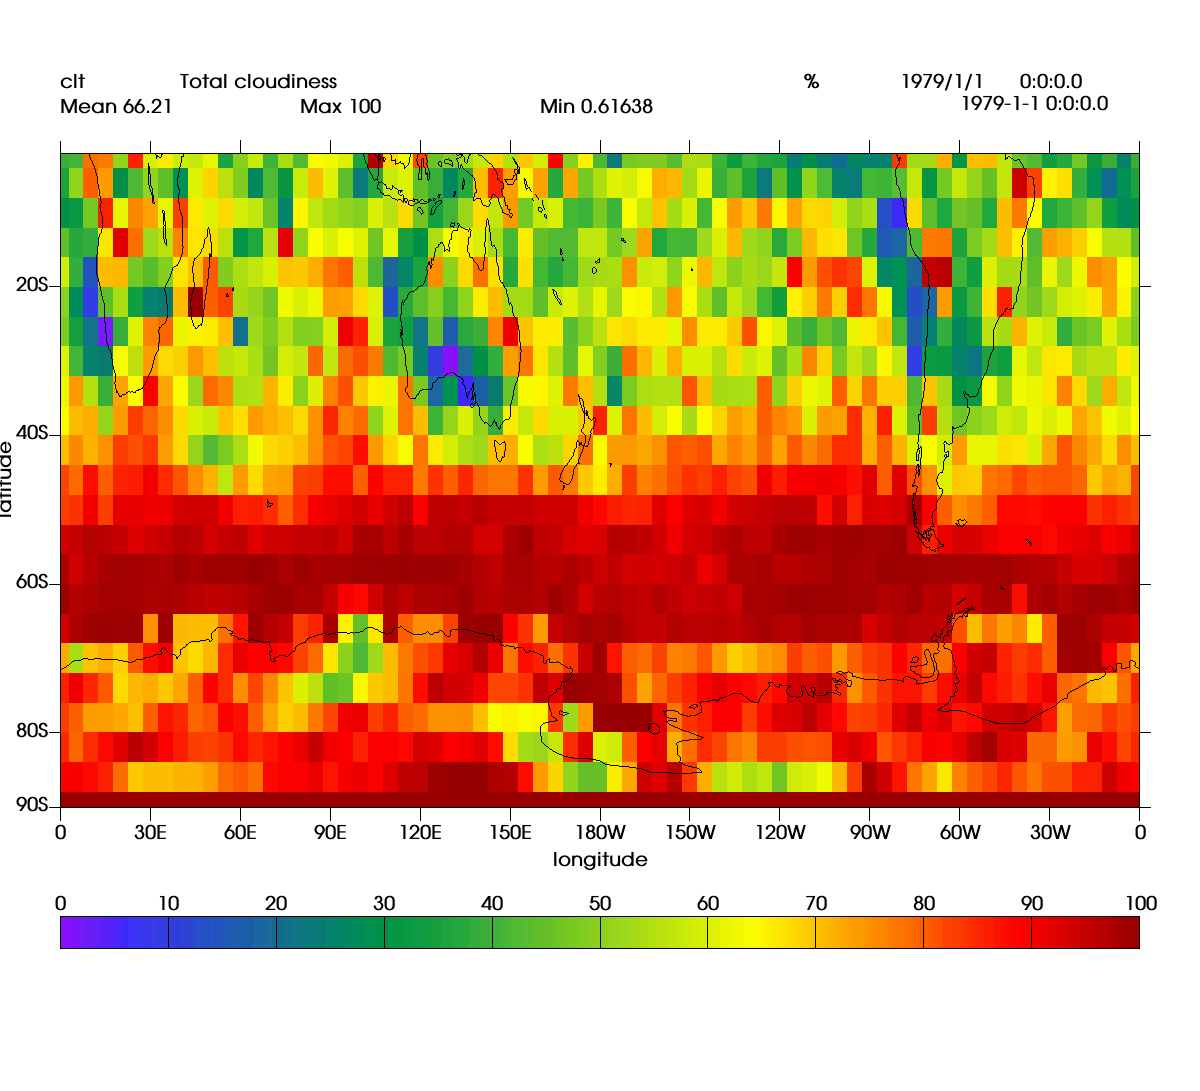 clt Total cloudiness % 1979/1/1 0:0:0.0
Mean 66.21 Max 100 Min 0.61638 1979-1-1 0:0:0.0
20S
40S
latitude
60S
80S
90S
0 30E 60E 90E 120E 150E 180W 150W 120W 90W 60W 30W 0
longitude
0 10 20 30 40 50 60 70 80 90 100